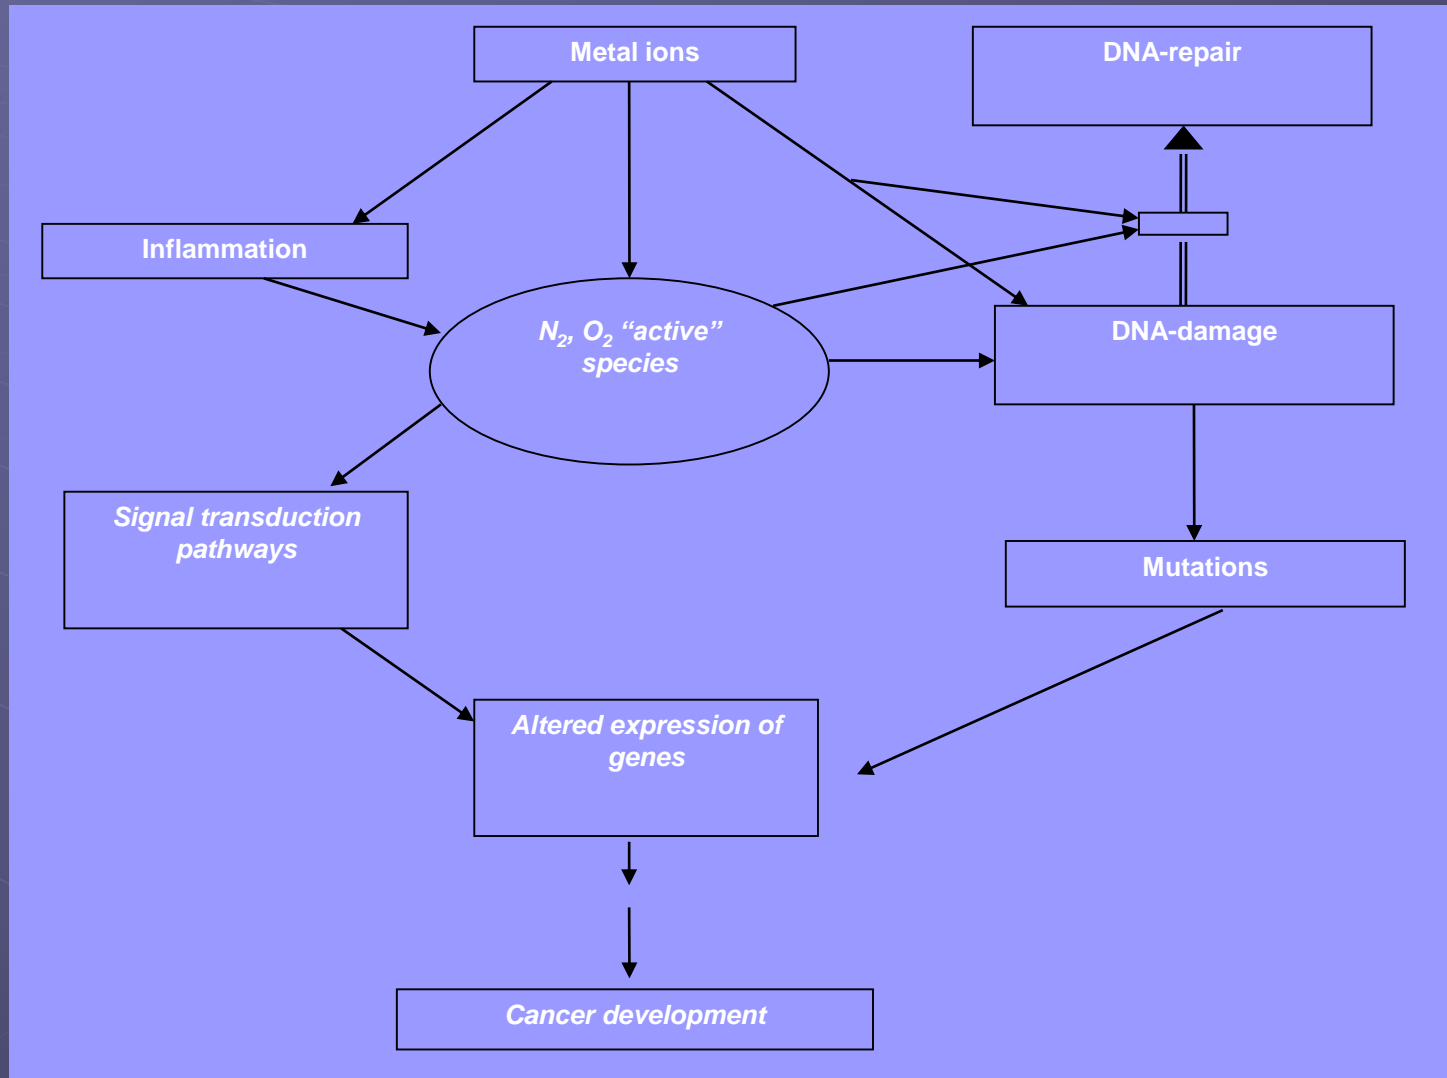 Metal ions
DNA-repair
Inflammation
N2, O2 “active”
species
DNA-damage
Signal transduction
pathways
Mutations
Altered expression of
genes
Cancer development